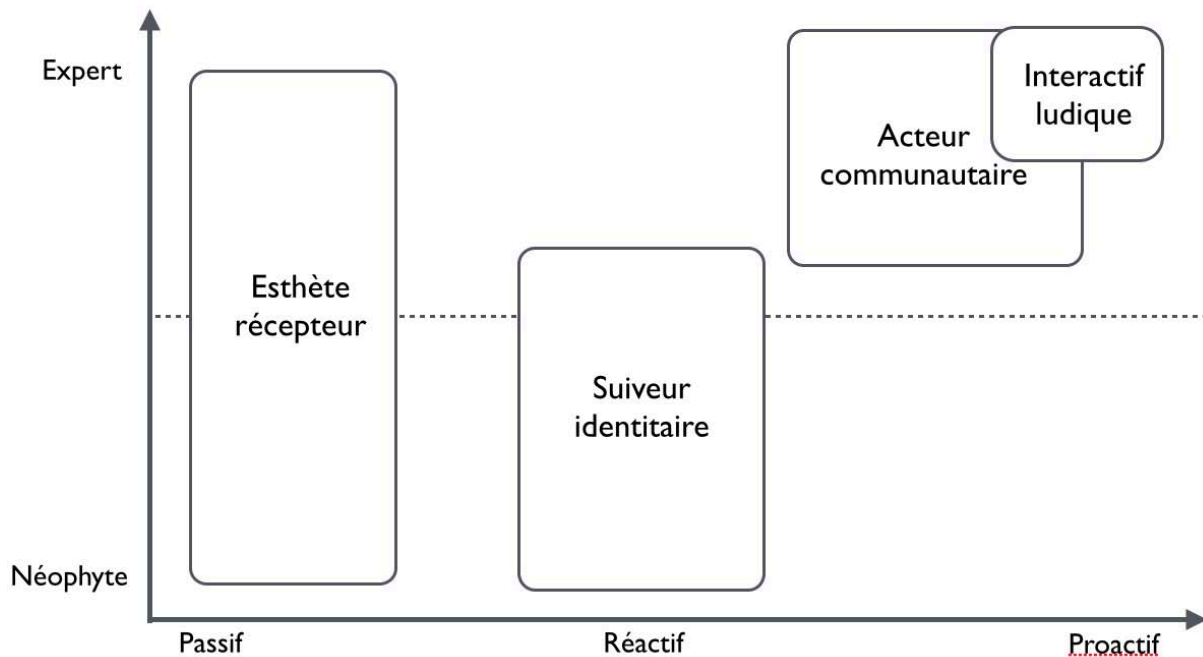 Expert
Interactif
ludique
Acteur
communautaire
Esthète
récepteur
Suiveur
identitaire
Néophyte
Passif
Réactif
Proactif